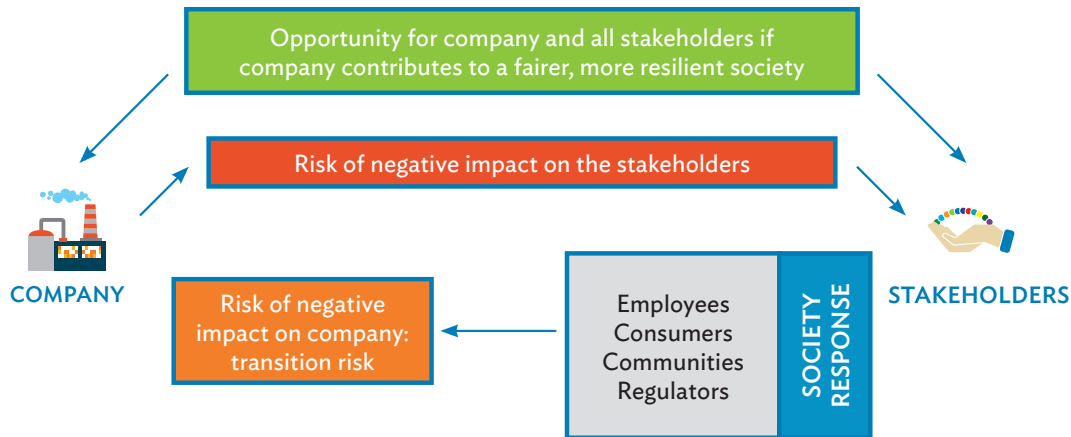 Opportunity for company and all stakeholders if
company contributes to a fairer, more resilient society
Risk of negative impact on the stakeholders
COMPANY
STAKEHOLDERS
Risk of negative
impact on company:
transition risk
Employees
Consumers
Communities
Regulators
SOCIETY
RESPONSE